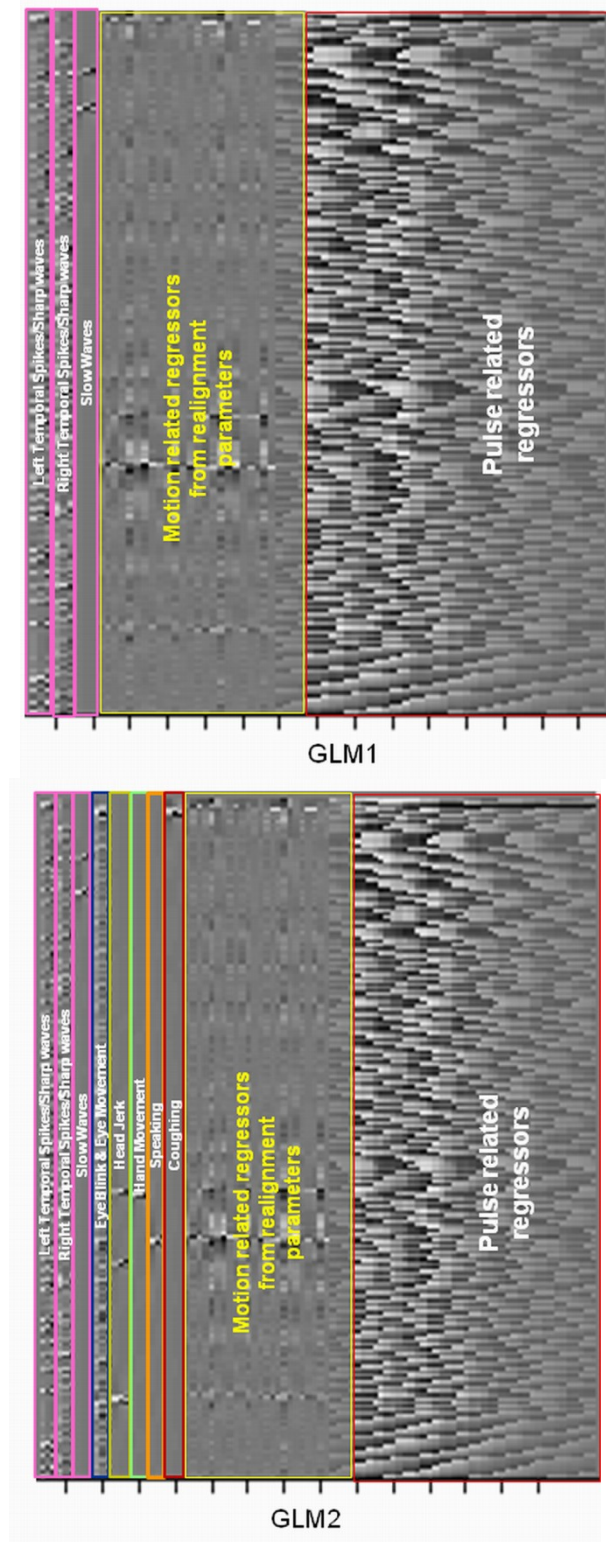 Left Temporal Spikes/Sharp waves
Right Temporal Spikes/Sharp waves
Slow Waves
Motion related regressors
from realignment
parameters
Pulse related
regressors
GLM1
Left Temporal Spikes/Sharp waves
Right Temporal Spikes/Sharp waves
Slow Waves
Eye Blink & Eye Movement
Head Jerk
Hand Movement
Speaking
Coughing
Motion related regressors
from realignment
parameters
Pulse related
regressors
GLM2